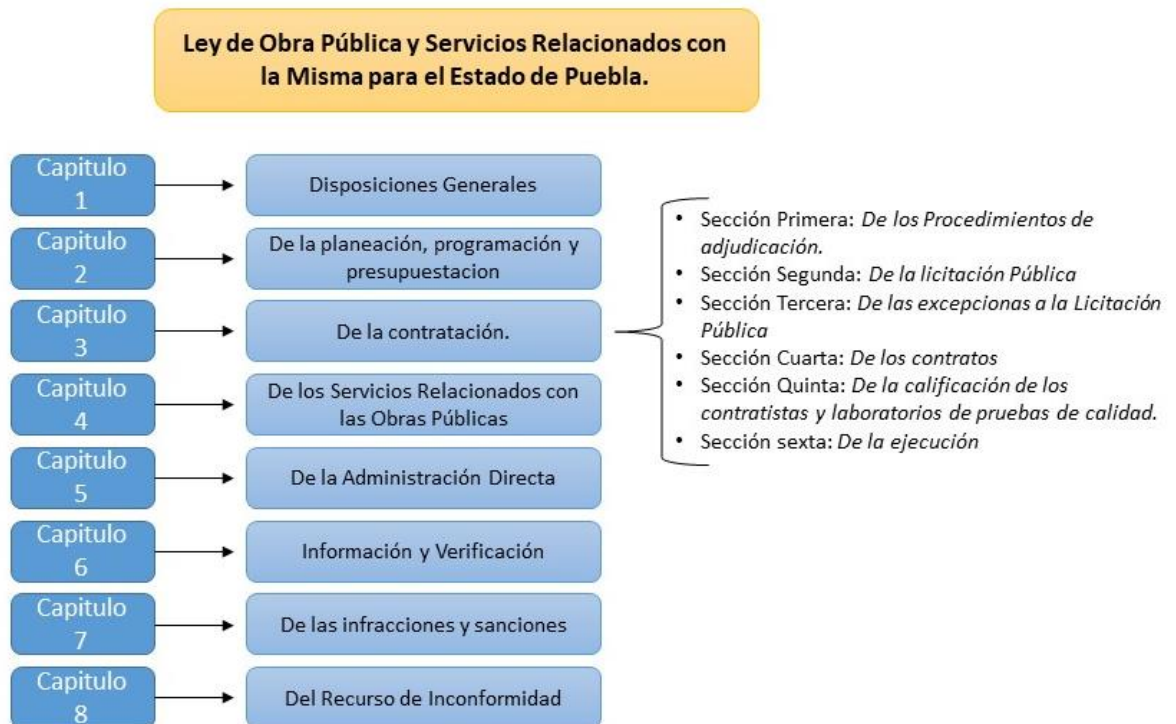 Ley de Obra Pública y Servicios Relacionados con
la Misma para el Estado de Puebla.
Capitulo
1
Disposiciones Generales
Capitulo
2
De la planeación, programación y
presupuestacion
Capitulo
3
De la contratación.
• Sección Primera: De los Procedimientos de
adjudicación.
• Sección Segunda: De la licitación Pública
• Sección Tercera: De las excepcionas a la Licitación
Pública
• Sección Cuarta: De los contratos
• Sección Quinta: De la calificación de los
contratistas y laboratorios de pruebas de calidad.
• Sección sexta: De la ejecución
Capitulo
4
De los Servicios Relacionados con
las Obras Públicas
Capitulo
5
De la Administración Directa
Capitulo
6
Información y Verificación
Capitulo
7
De las infracciones y sanciones
Capitulo
8
Del Recurso de Inconformidad